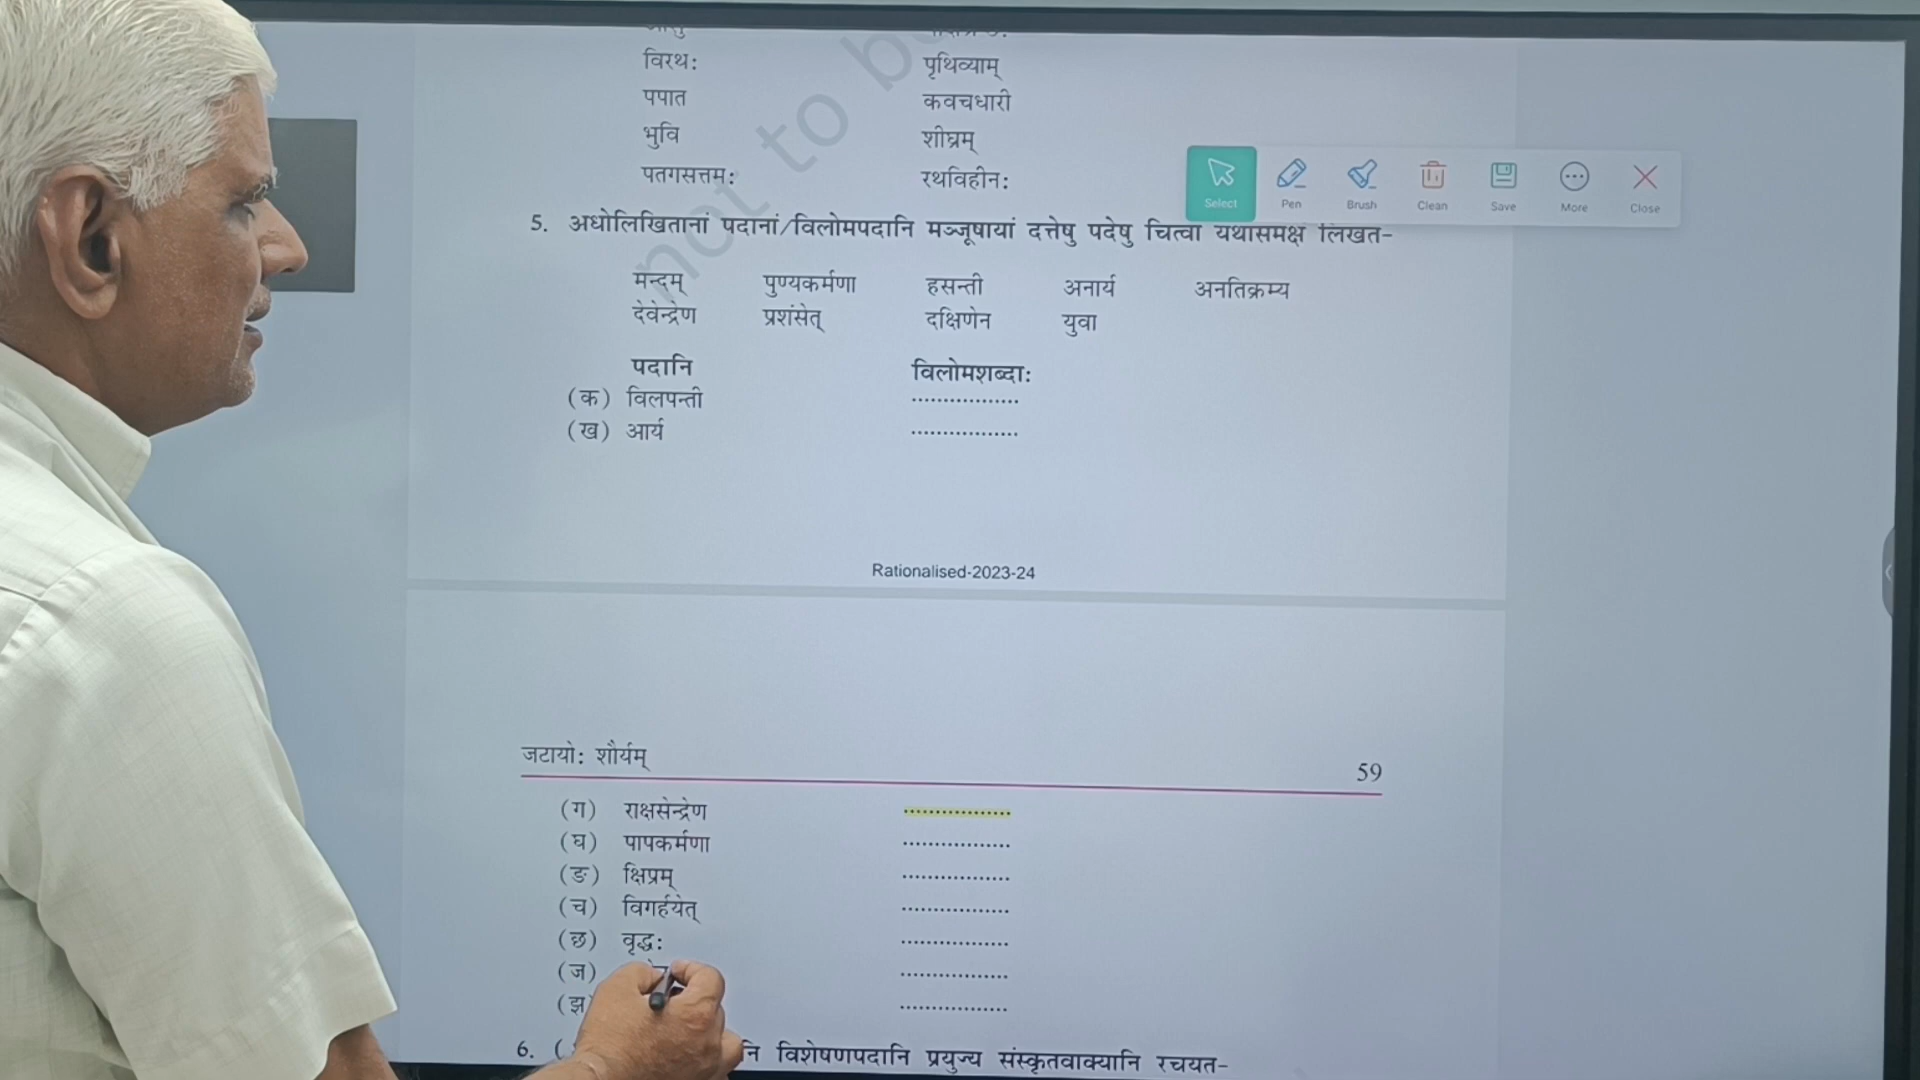 विरथः पृथिव्याम्
पपात कवचधारी
भुवि शीघ्रम्
पतगसत्तमः रथविहीनः
not to b
Select Pen Brush Clean Save More Close
5. अधोलिखितानां पदानां/विलोमपदानि मञ्जूषायां दत्तेषु पदेषु चित्वा यथासमक्षं लिखत-
मन्दम् पुण्यकर्मणा हसन्ती अनार्य अनतिक्रम्य
देवेन्द्रेण प्रशंसेत् दक्षिणेन युवा
पदानि विलोमशब्दाः
(क) विलपन्ती .................
(ख) आर्य .................
Rationalised-2023-24
जटायोः शौर्यम् 59
(ग) राक्षसेन्द्रेण .................
(घ) पापकर्मणा .................
(ङ) क्षिप्रम् .................
(च) विगर्हयेत् .................
(छ) वृद्धः .................
(ज) .................
(झ) .................
6. ( नि विशेषणपदानि प्रयुज्य संस्कृतवाक्यानि रचयत-